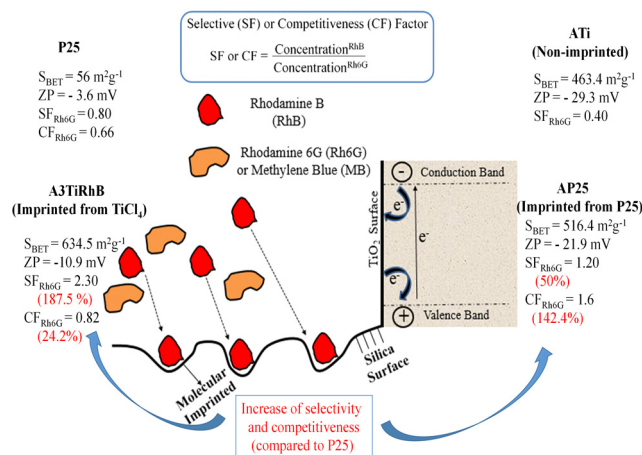 Selective (SF) or Competitiveness (CF) Factor
SF or CF = Concentration^RhB / Concentration^Rh6G
P25
S_BET = 56 m²g⁻¹
ZP = - 3.6 mV
SF_Rh6G = 0.80
CF_Rh6G = 0.66
ATi
(Non-imprinted)
S_BET = 463.4 m²g⁻¹
ZP = - 29.3 mV
SF_Rh6G = 0.40
Rhodamine B
(RhB)
Rhodamine 6G (Rh6G)
or Methylene Blue (MB)
A3TiRhB
(Imprinted from TiCl₄)
S_BET = 634.5 m²g⁻¹
ZP = -10.9 mV
SF_Rh6G = 2.30
(187.5 %)
CF_Rh6G = 0.82
(24.2%)
TiO₂ Surface
-
Conduction Band
e⁻
e⁻
e⁻
+
Valence Band
AP25
(Imprinted from P25)
S_BET = 516.4 m²g⁻¹
ZP = - 21.9 mV
SF_Rh6G = 1.20
(50%)
CF_Rh6G = 1.6
(142.4%)
Molecular
Imprinted
Silica
Surface
Increase of selectivity
and competitiveness
(compared to P25)